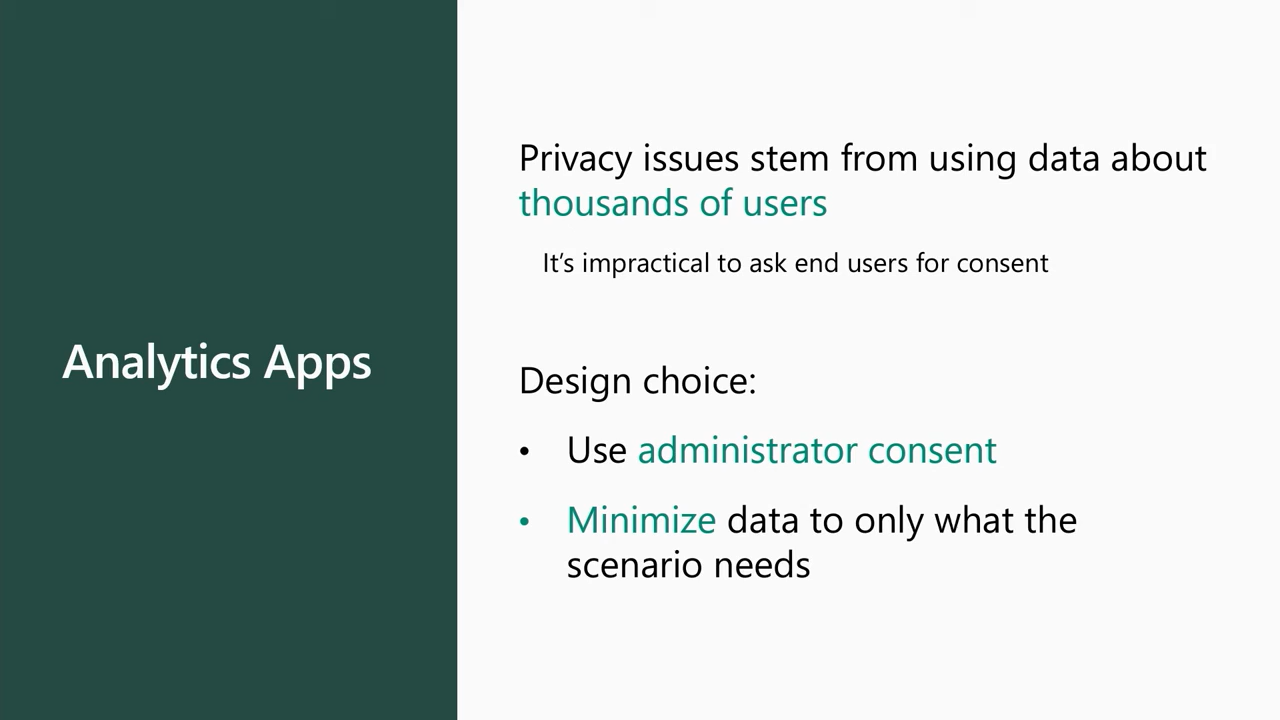 Analytics Apps
Privacy issues stem from using data about
thousands of users
It's impractical to ask end users for consent
Design choice:
• Use administrator consent
• Minimize data to only what the
scenario needs